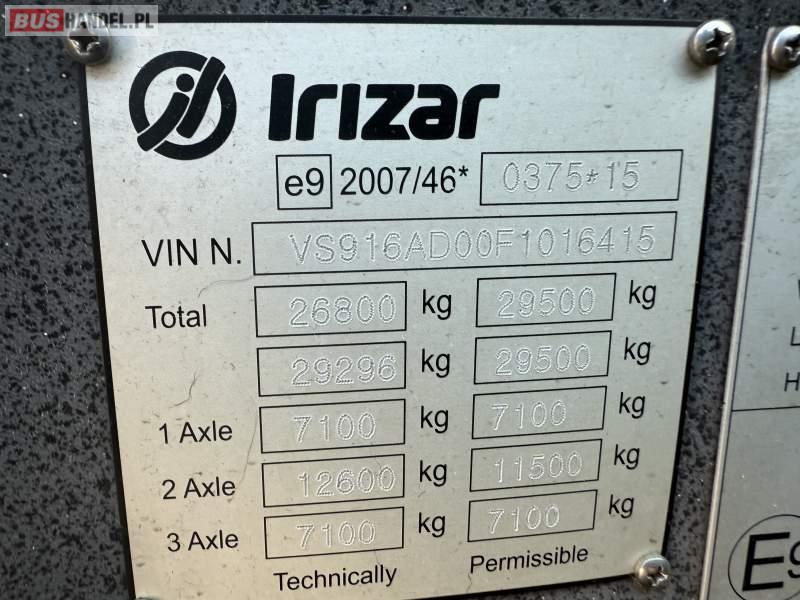 BUSHANDEL.PL
Irizar
e9 2007/46* 0375*15
VIN N. VS916AD00F1016415
Total 26800 kg 29500 kg
29296 kg 29500 kg
1 Axle 7100 kg 7100 kg
2 Axle 12600 kg 11500 kg
3 Axle 7100 kg 7100 kg
Technically Permissible
L
H
E9